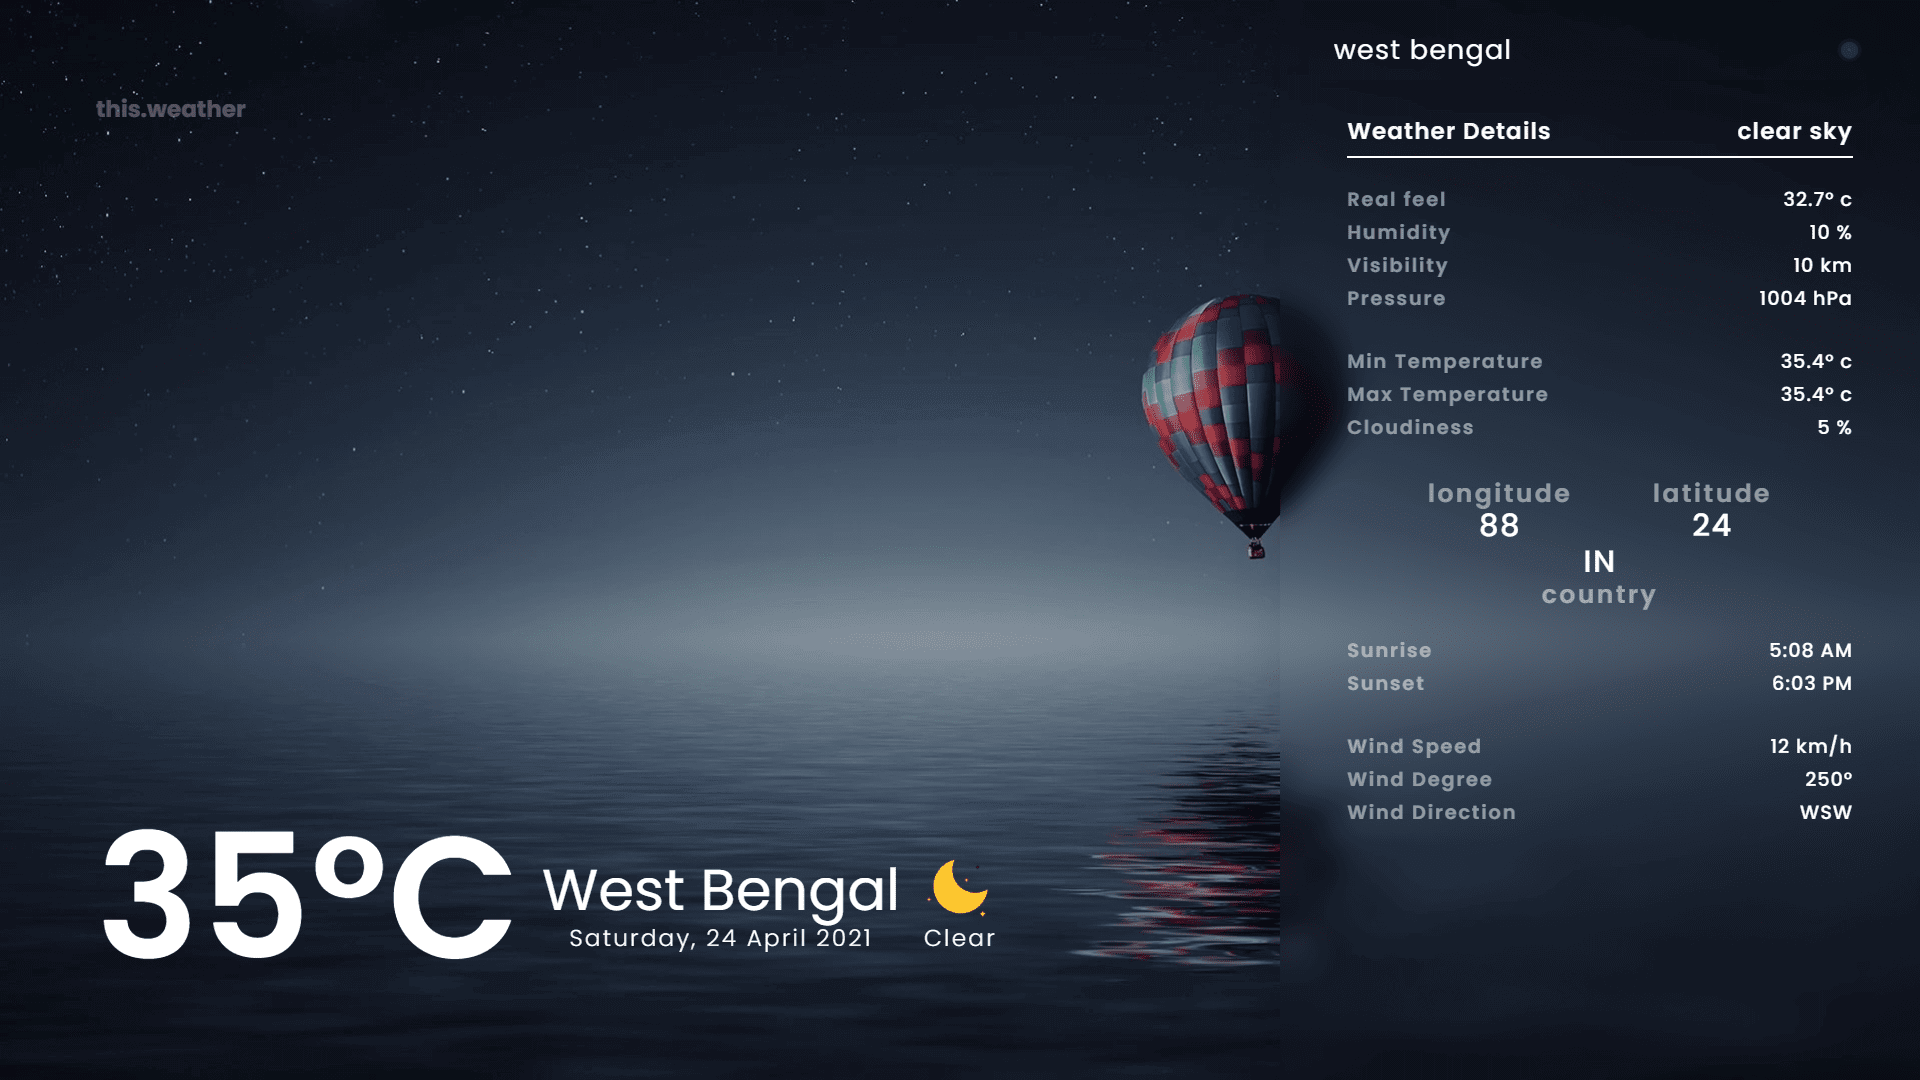 this.weather
35°C
West Bengal
Saturday, 24 April 2021
Clear
west bengal
Weather Details clear sky
Real feel 32.7° c
Humidity 10 %
Visibility 10 km
Pressure 1004 hPa
Min Temperature 35.4° c
Max Temperature 35.4° c
Cloudiness 5 %
longitude latitude
88 24
IN
country
Sunrise 5:08 AM
Sunset 6:03 PM
Wind Speed 12 km/h
Wind Degree 250°
Wind Direction WSW